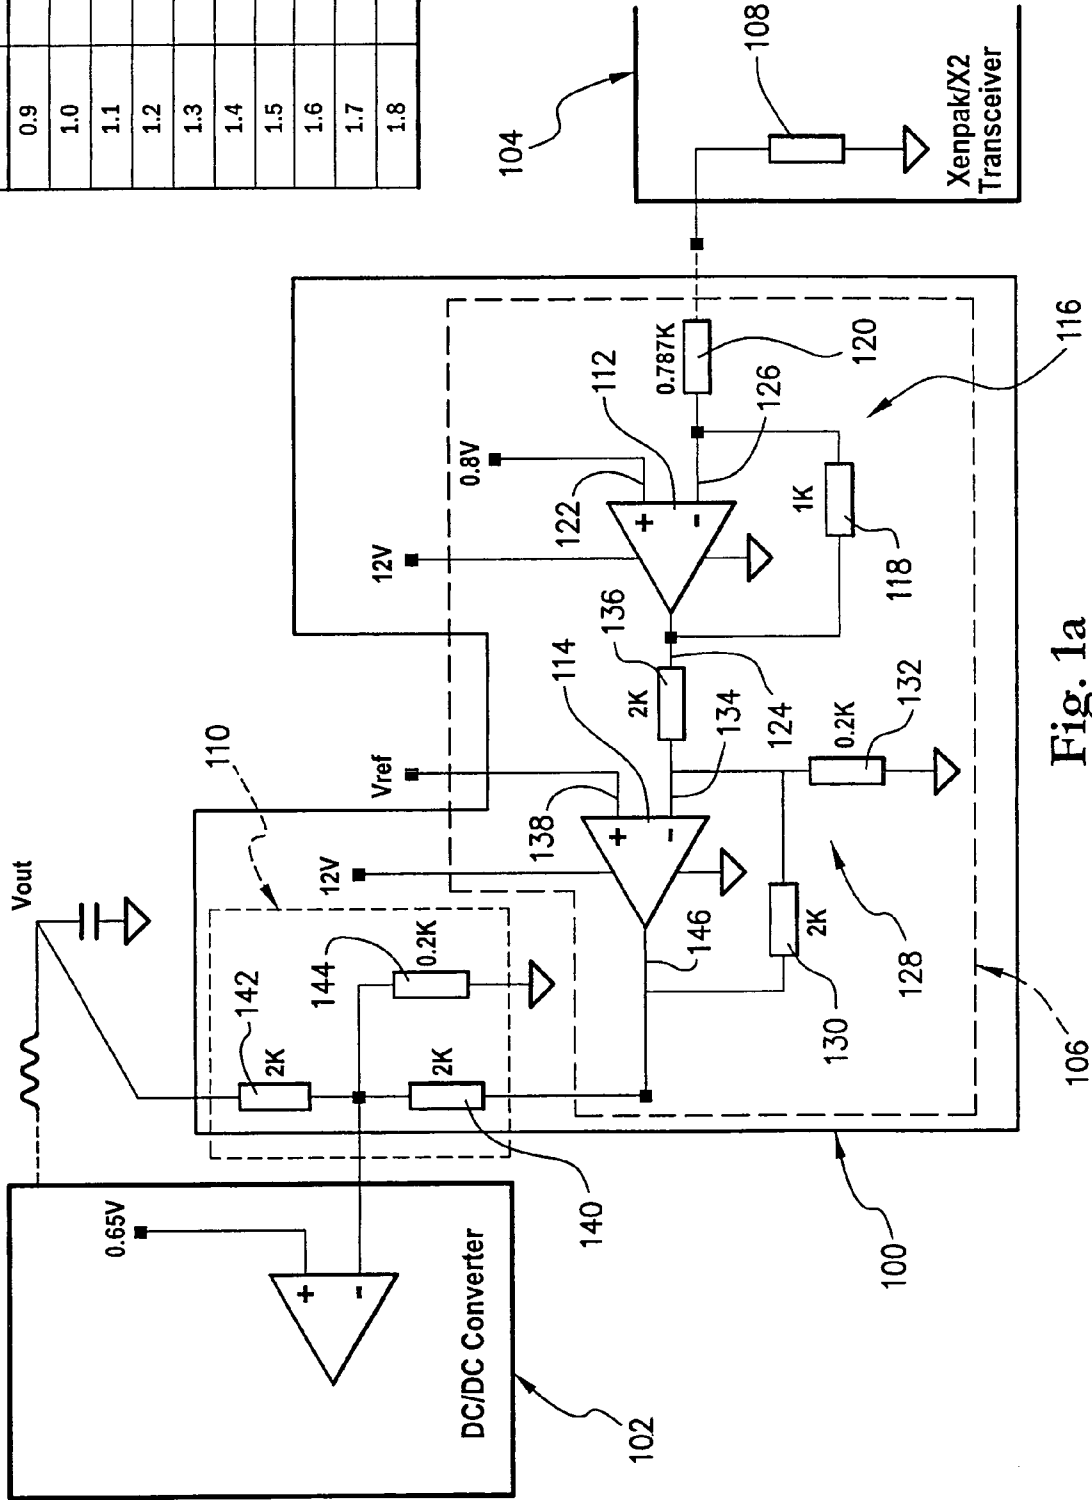 0.9
1.0
1.1
1.2
1.3
1.4
1.5
1.6
1.7
1.8
104
108
Xenpak/X2
Transceiver
Vout
110
142
2K
144
0.2K
2K
140
12V
Vref
138
+
-
114
146
134
2K
136
124
0.2K
132
2K
130
128
12V
0.8V
122
+
-
112
126
0.787K
120
1K
118
116
106
100
0.65V
+
-
DC/DC Converter
102
Fig. 1a